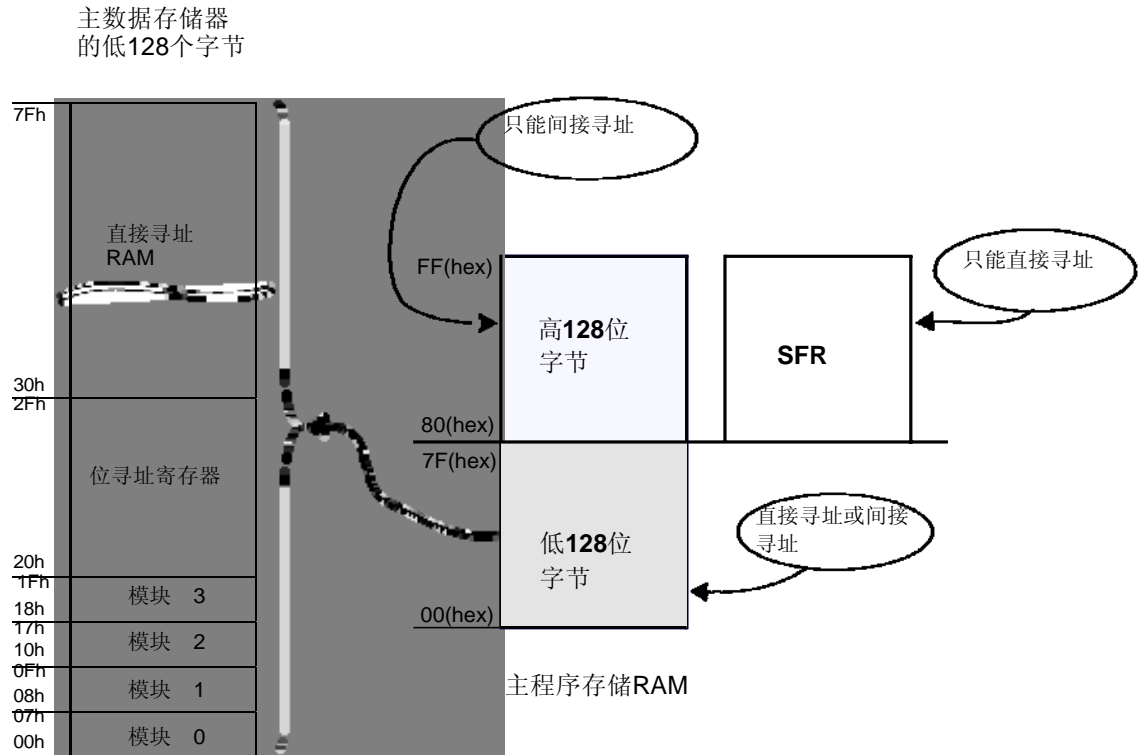 主数据存储器
的低128个字节
7Fh
直接寻址
RAM
30h
2Fh
位寻址寄存器
20h
1Fh
模块 3
18h
17h
模块 2
10h
0Fh
模块 1
08h
07h
模块 0
00h
只能间接寻址
FF(hex)
高128位
字节
80(hex)
7F(hex)
低128位
字节
00(hex)
主程序存储RAM
SFR
只能直接寻址
直接寻址或间接
寻址